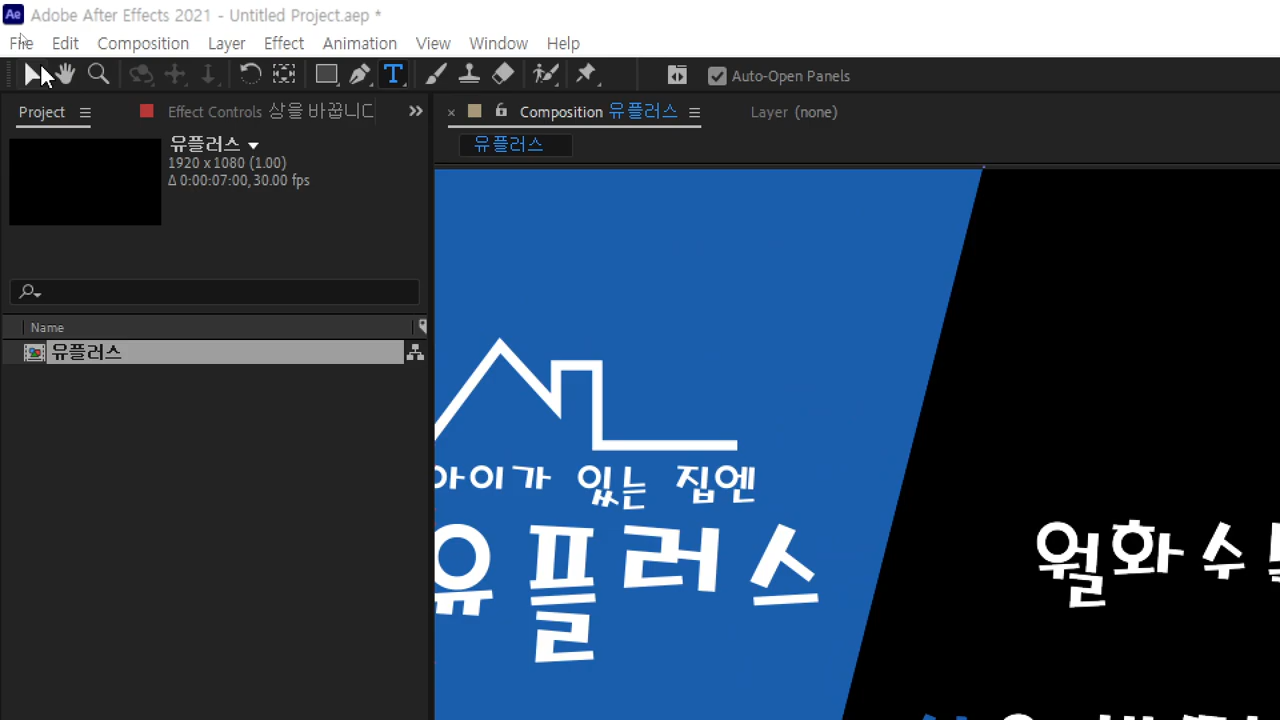 Ae Adobe After Effects 2021 - Untitled Project.aep *
File Edit Composition Layer Effect Animation View Window Help
T Auto-Open Panels
Project Effect Controls 상을 바꿉니다
Composition 유플러스 Layer (none)
유플러스
유플러스
1920 x 1080 (1.00)
Δ 0:00:07:00, 30.00 fps
Name
유플러스
아이가 있는 집엔
유플러스
월화수